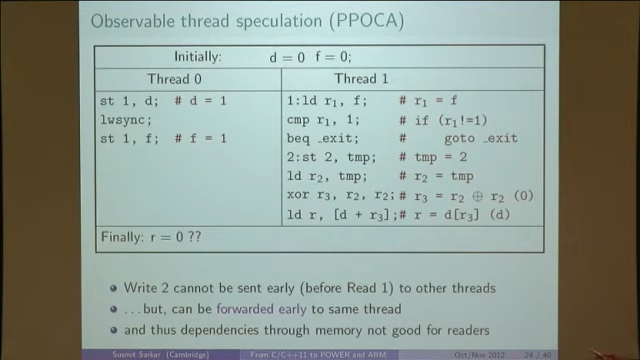 Observable thread speculation (PPOCA)
Initially: d = 0 f = 0;
Thread 0 Thread 1
st 1, d; # d = 1 1:ld r1, f; # r1 = f
lwsync; cmp r1, 1; # if (r1!=1)
st 1, f; # f = 1 beq _exit; # goto _exit
2:st 2, tmp; # tmp = 2
ld r2, tmp; # r2 = tmp
xor r3, r2, r2; # r3 = r2 ⊕ r2 (0)
ld r, [d + r3]; # r = d[r3] (d)
Finally: r = 0 ??
Write 2 cannot be sent early (before Read 1) to other threads
...but, can be forwarded early to same thread
and thus dependencies through memory not good for readers
Susmit Sarkar (Cambridge) From C/C++11 to POWER and ARM Oct/Nov 2012 24 / 40